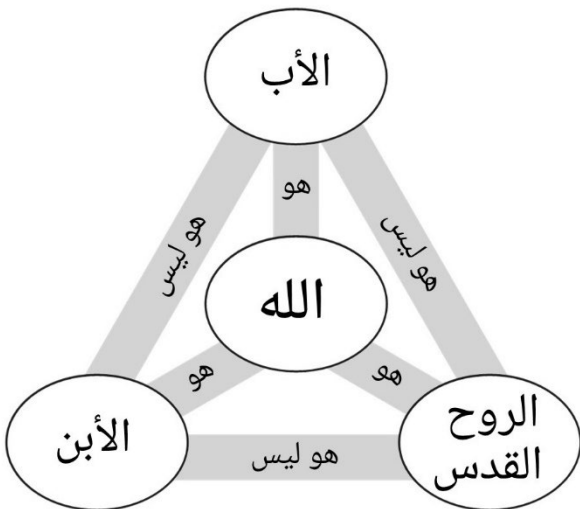 الأب
هو
هو ليس
هو ليس
الله
هو
هو
الأبن
هو ليس
الروح
القدس